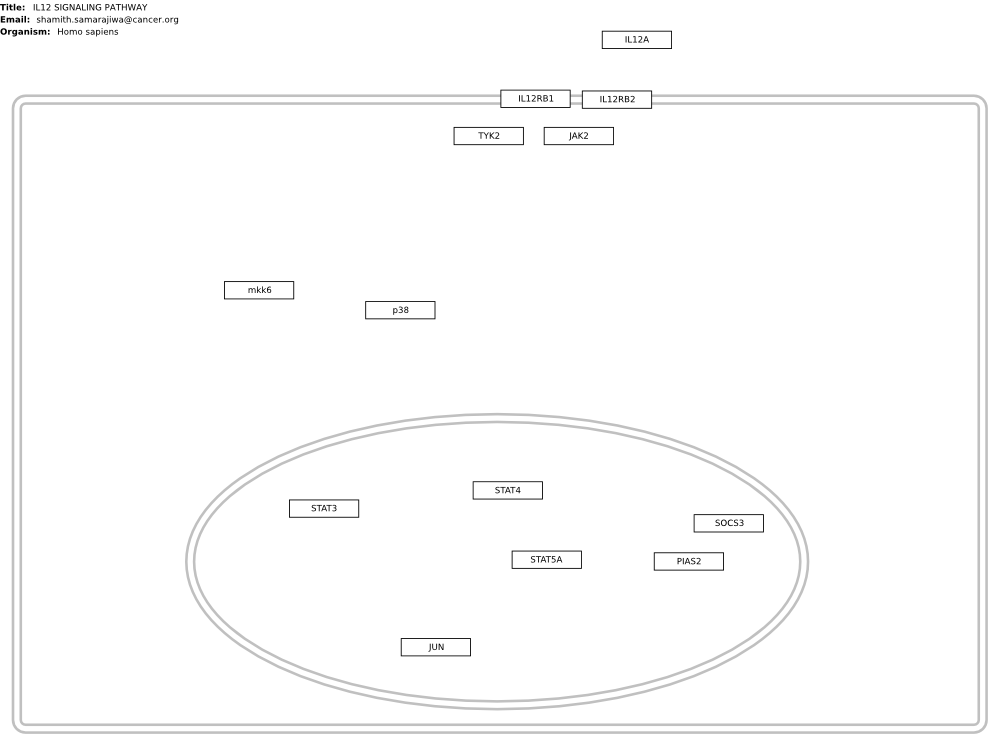 Title: IL12 SIGNALING PATHWAY
Email: shamith.samarajiwa@cancer.org
Organism: Homo sapiens
IL12A
IL12RB1 IL12RB2
TYK2 JAK2
mkk6
p38
STAT4
STAT3
SOCS3
STAT5A PIAS2
JUN